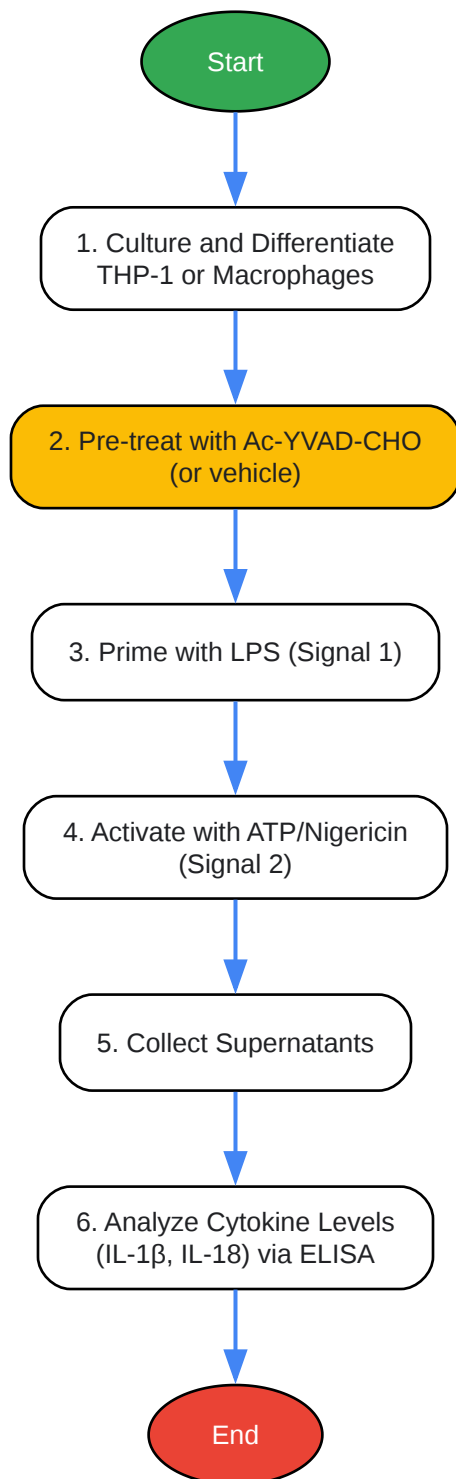 Start
1. Culture and Differentiate
THP-1 or Macrophages
2. Pre-treat with Ac-YVAD-CHO
(or vehicle)
3. Prime with LPS (Signal 1)
4. Activate with ATP/Nigericin
(Signal 2)
5. Collect Supernatants
6. Analyze Cytokine Levels
(IL-1β, IL-18) via ELISA
End